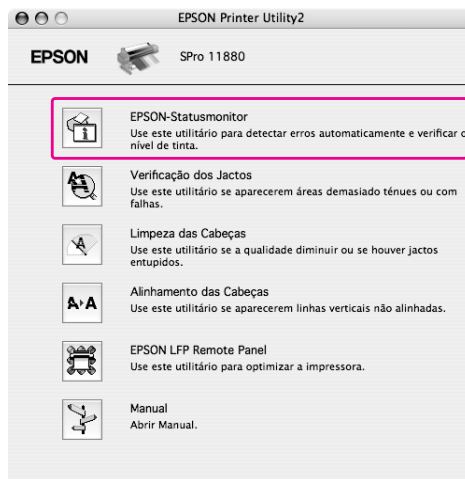 EPSON Printer Utility2
EPSON
SPro 11880
EPSON-Statusmonitor
Use este utilitário para detectar erros automaticamente e verificar o
nível de tinta.
Verificação dos Jactos
Use este utilitário se aparecerem áreas demasiado ténues ou com
falhas.
Limpeza das Cabeças
Use este utilitário se a qualidade diminuir ou se houver jactos
entupidos.
Alinhamento das Cabeças
Use este utilitário se aparecerem linhas verticais não alinhadas.
EPSON LFP Remote Panel
Use este utilitário para optimizar a impressora.
Manual
Abrir Manual.